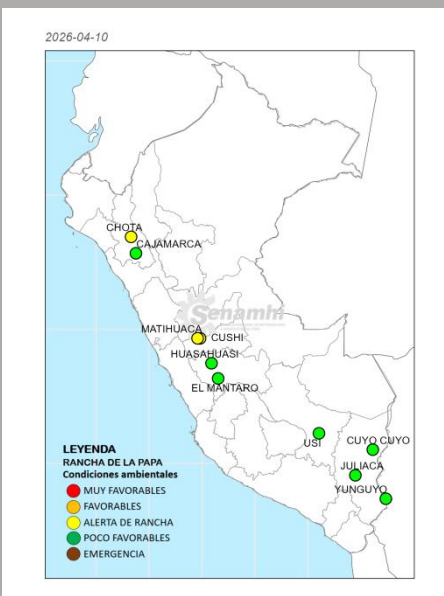 2026-04-10
CHOTA
CAJAMARCA
Senamhi
MATIHUACA
CUSHI
HUASAHUASI
EL MANTARO
USI
CUYO CUYO
JULIACA
YUNGUYO
LEYENDA
RANCHA DE LA PAPA
Condiciones ambientales
MUY FAVORABLES
FAVORABLES
ALERTA DE RANCHA
POCO FAVORABLES
EMERGENCIA